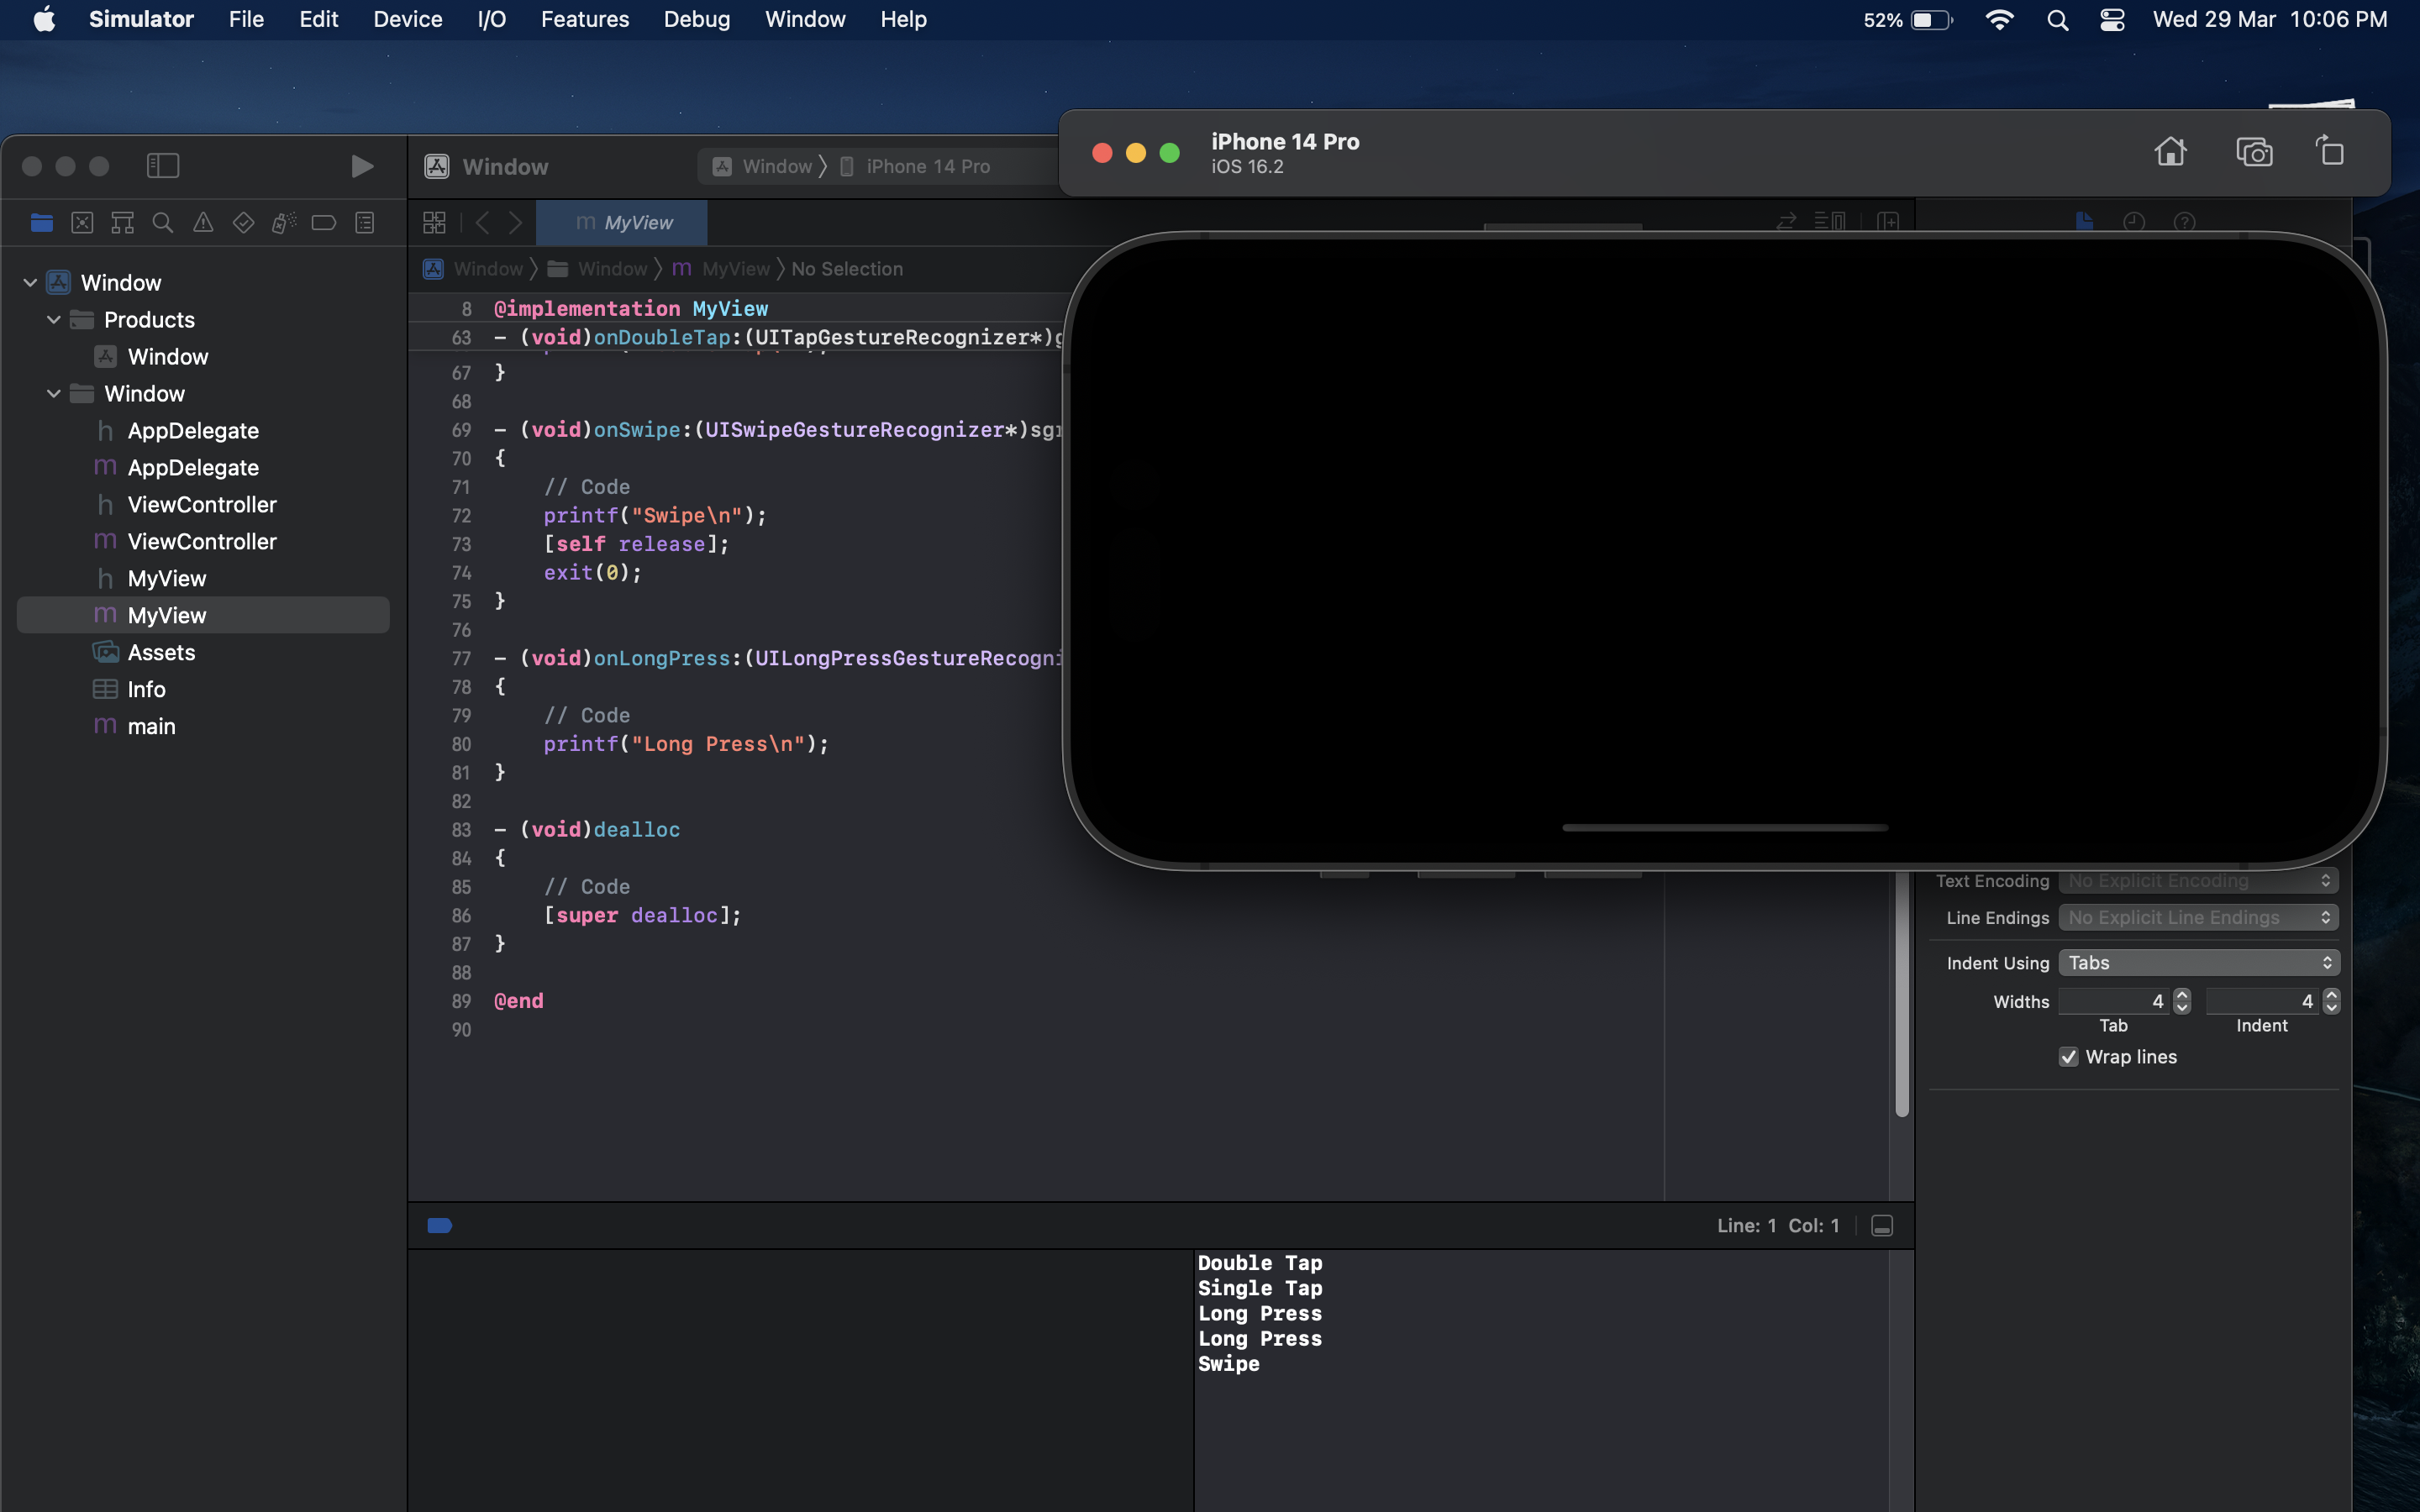 Simulator File Edit Device I/O Features Debug Window Help 52% Wed 29 Mar 10:06 PM
iPhone 14 Pro
iOS 16.2
Window
Window 〉 iPhone 14 Pro
m MyView
Window 〉 Window 〉 m MyView 〉 No Selection
Window
Products
Window
Window
h AppDelegate
m AppDelegate
h ViewController
m ViewController
h MyView
m MyView
Assets
Info
m main
8 @implementation MyView
63 - (void)onDoubleTap:(UITapGestureRecognizer*)g
67 }
68
69 - (void)onSwipe:(UISwipeGestureRecognizer*)sgr
70 {
71 // Code
72 printf("Swipe\n");
73 [self release];
74 exit(0);
75 }
76
77 - (void)onLongPress:(UILongPressGestureRecogni
78 {
79 // Code
80 printf("Long Press\n");
81 }
82
83 - (void)dealloc
84 {
85 // Code
86 [super dealloc];
87 }
88
89 @end
90
Text Encoding No Explicit Encoding
Line Endings No Explicit Line Endings
Indent Using Tabs
Widths 4 4
Tab Indent
Wrap lines
Line: 1 Col: 1
Double Tap
Single Tap
Long Press
Long Press
Swipe